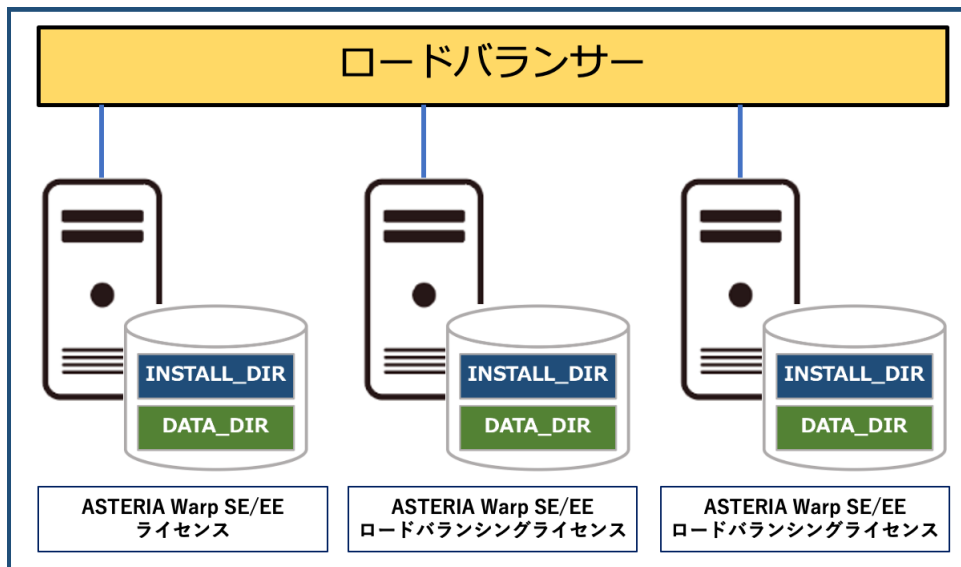 ロードバランサー
INSTALL_DIR
DATA_DIR
INSTALL_DIR
DATA_DIR
INSTALL_DIR
DATA_DIR
ASTERIA Warp SE/EE
ライセンス
ASTERIA Warp SE/EE
ロードバランシングライセンス
ASTERIA Warp SE/EE
ロードバランシングライセンス